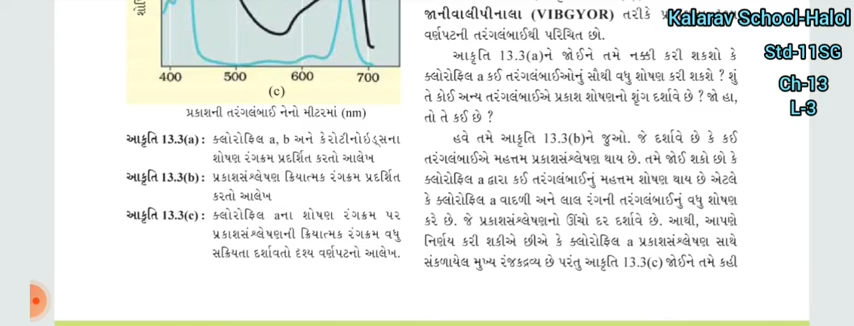 400 500 600 700
(c)
પ્રકાશની તરંગલંબાઈ નેનો મીટરમાં (nm)
આકૃતિ 13.3(a) : ક્લોરોફિલ a, b અને કેરોટીનોઇડ્સના
શોષણ રંગક્રમ પ્રદર્શિત કરતો આલેખ
આકૃતિ 13.3(b) : પ્રકાશસંશ્લેષણ ક્રિયાત્મક રંગક્રમ પ્રદર્શિત
કરતો આલેખ
આકૃતિ 13.3(c) : ક્લોરોફિલ aના શોષણ રંગક્રમ પર
પ્રકાશસંશ્લેષણની ક્રિયાત્મક રંગક્રમ વધુ
સક્રિયતા દર્શાવતો દૃશ્ય વર્ણપટનો આલેખ.
જાનીવાલીપીનાલા (VIBGYOR) તરીકે
વર્ણપટની તરંગલંબાઈથી પરિચિત છો.
આકૃતિ 13.3(a)ને જોઈને તમે નક્કી કરી શકશો કે
ક્લોરોફિલ a કઈ તરંગલંબાઈઓનું સૌથી વધુ શોષણ કરી શકશે ? શું
તે કોઈ અન્ય તરંગલંબાઈએ પ્રકાશ શોષણનો શૃંગ દર્શાવે છે ? જો હા,
તો તે કઈ છે ?
હવે તમે આકૃતિ 13.3(b)ને જુઓ. જે દર્શાવે છે કે કઈ
તરંગલંબાઈએ મહત્તમ પ્રકાશસંશ્લેષણ થાય છે. તમે જોઈ શકો છો કે
ક્લોરોફિલ a દ્વારા કઈ તરંગલંબાઈનું મહત્તમ શોષણ થાય છે એટલે
કે ક્લોરોફિલ a વાદળી અને લાલ રંગની તરંગલંબાઈનું વધુ શોષણ
કરે છે. જે પ્રકાશસંશ્લેષણનો ઊંચો દર દર્શાવે છે. આથી, આપણે
નિર્ણય કરી શકીએ છીએ કે ક્લોરોફિલ a પ્રકાશસંશ્લેષણ સાથે
સંકળાયેલ મુખ્ય રંજકદ્રવ્ય છે પરંતુ આકૃતિ 13.3(c) જોઈને તમે કહી
Kalarav School-Halol
Std-11SG
Ch-13
L-3